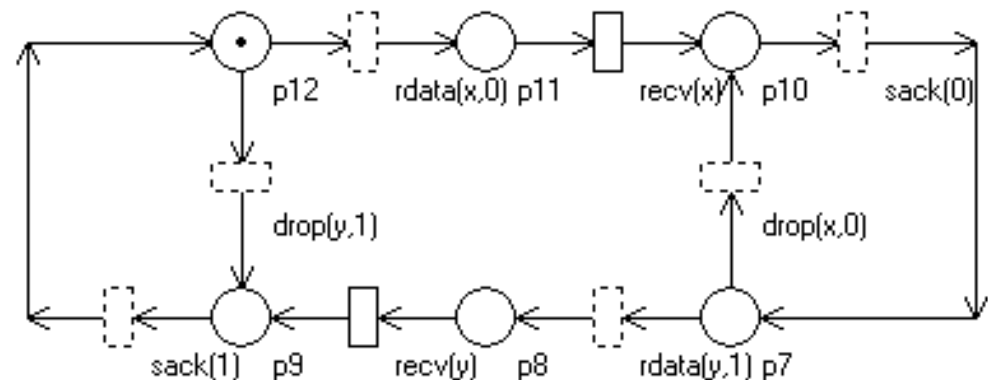 p12 rdata(x,0) p11 recv(x) p10 sack(0)
drop(y,1) drop(x,0)
sack(1) p9 recv(y) p8 rdata(y,1) p7